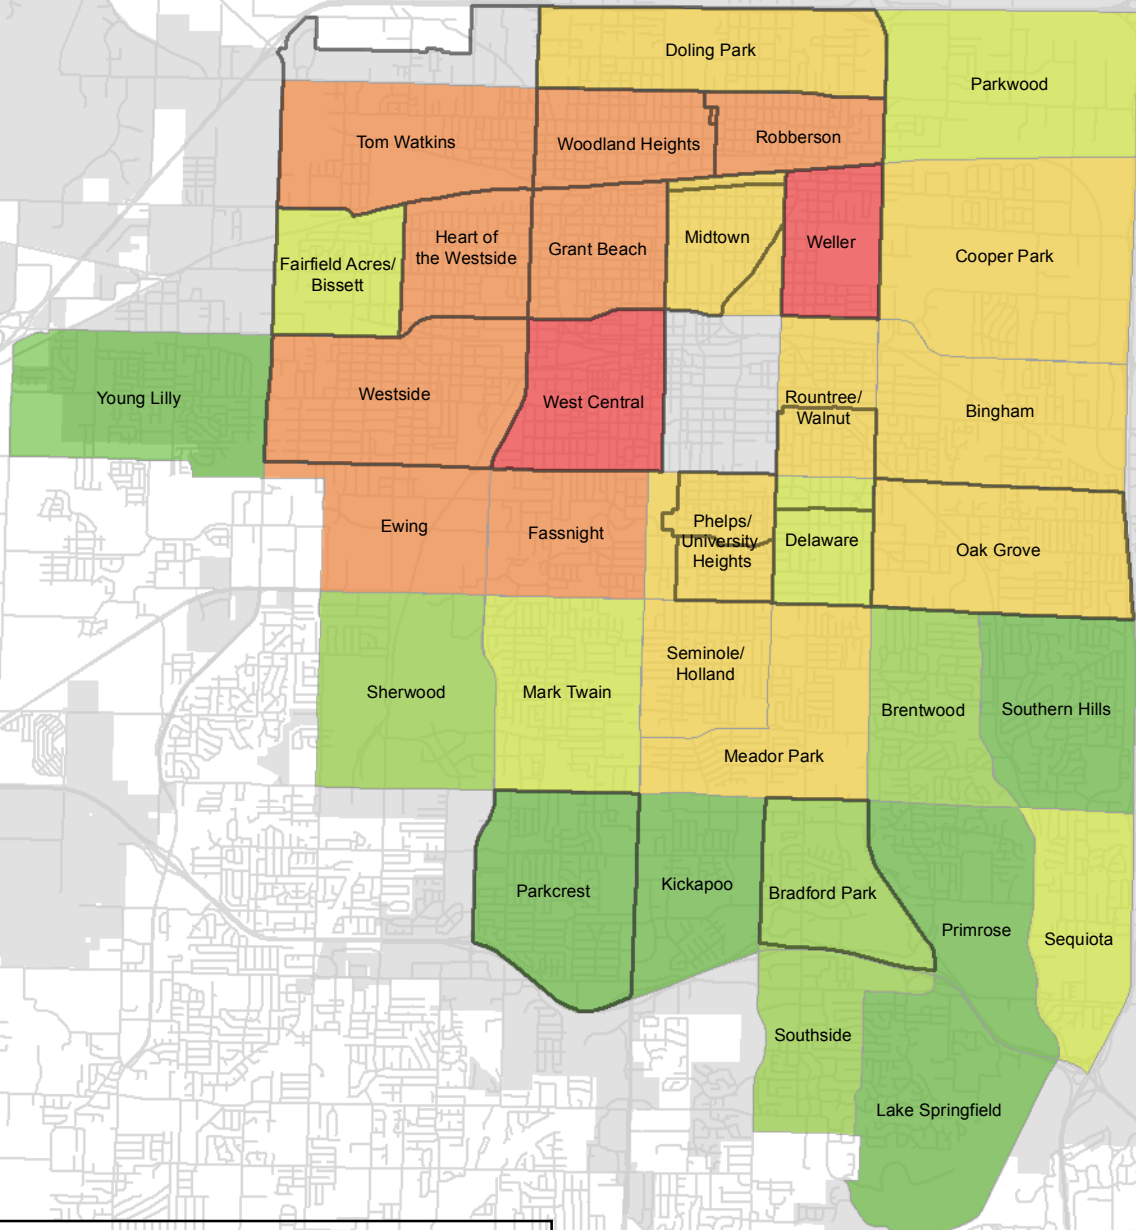 Doling Park
Parkwood
Tom Watkins
Woodland Heights
Robberson
Heart of
the Westside
Grant Beach
Midtown
Weller
Cooper Park
Fairfield Acres/
Bissett
Young Lilly
Westside
West Central
Rountree/
Walnut
Bingham
Ewing
Fassnight
Phelps/
University
Heights
Delaware
Oak Grove
Sherwood
Mark Twain
Seminole/
Holland
Brentwood
Southern Hills
Meador Park
Parkcrest
Kickapoo
Bradford Park
Primrose
Sequiota
Southside
Lake Springfield